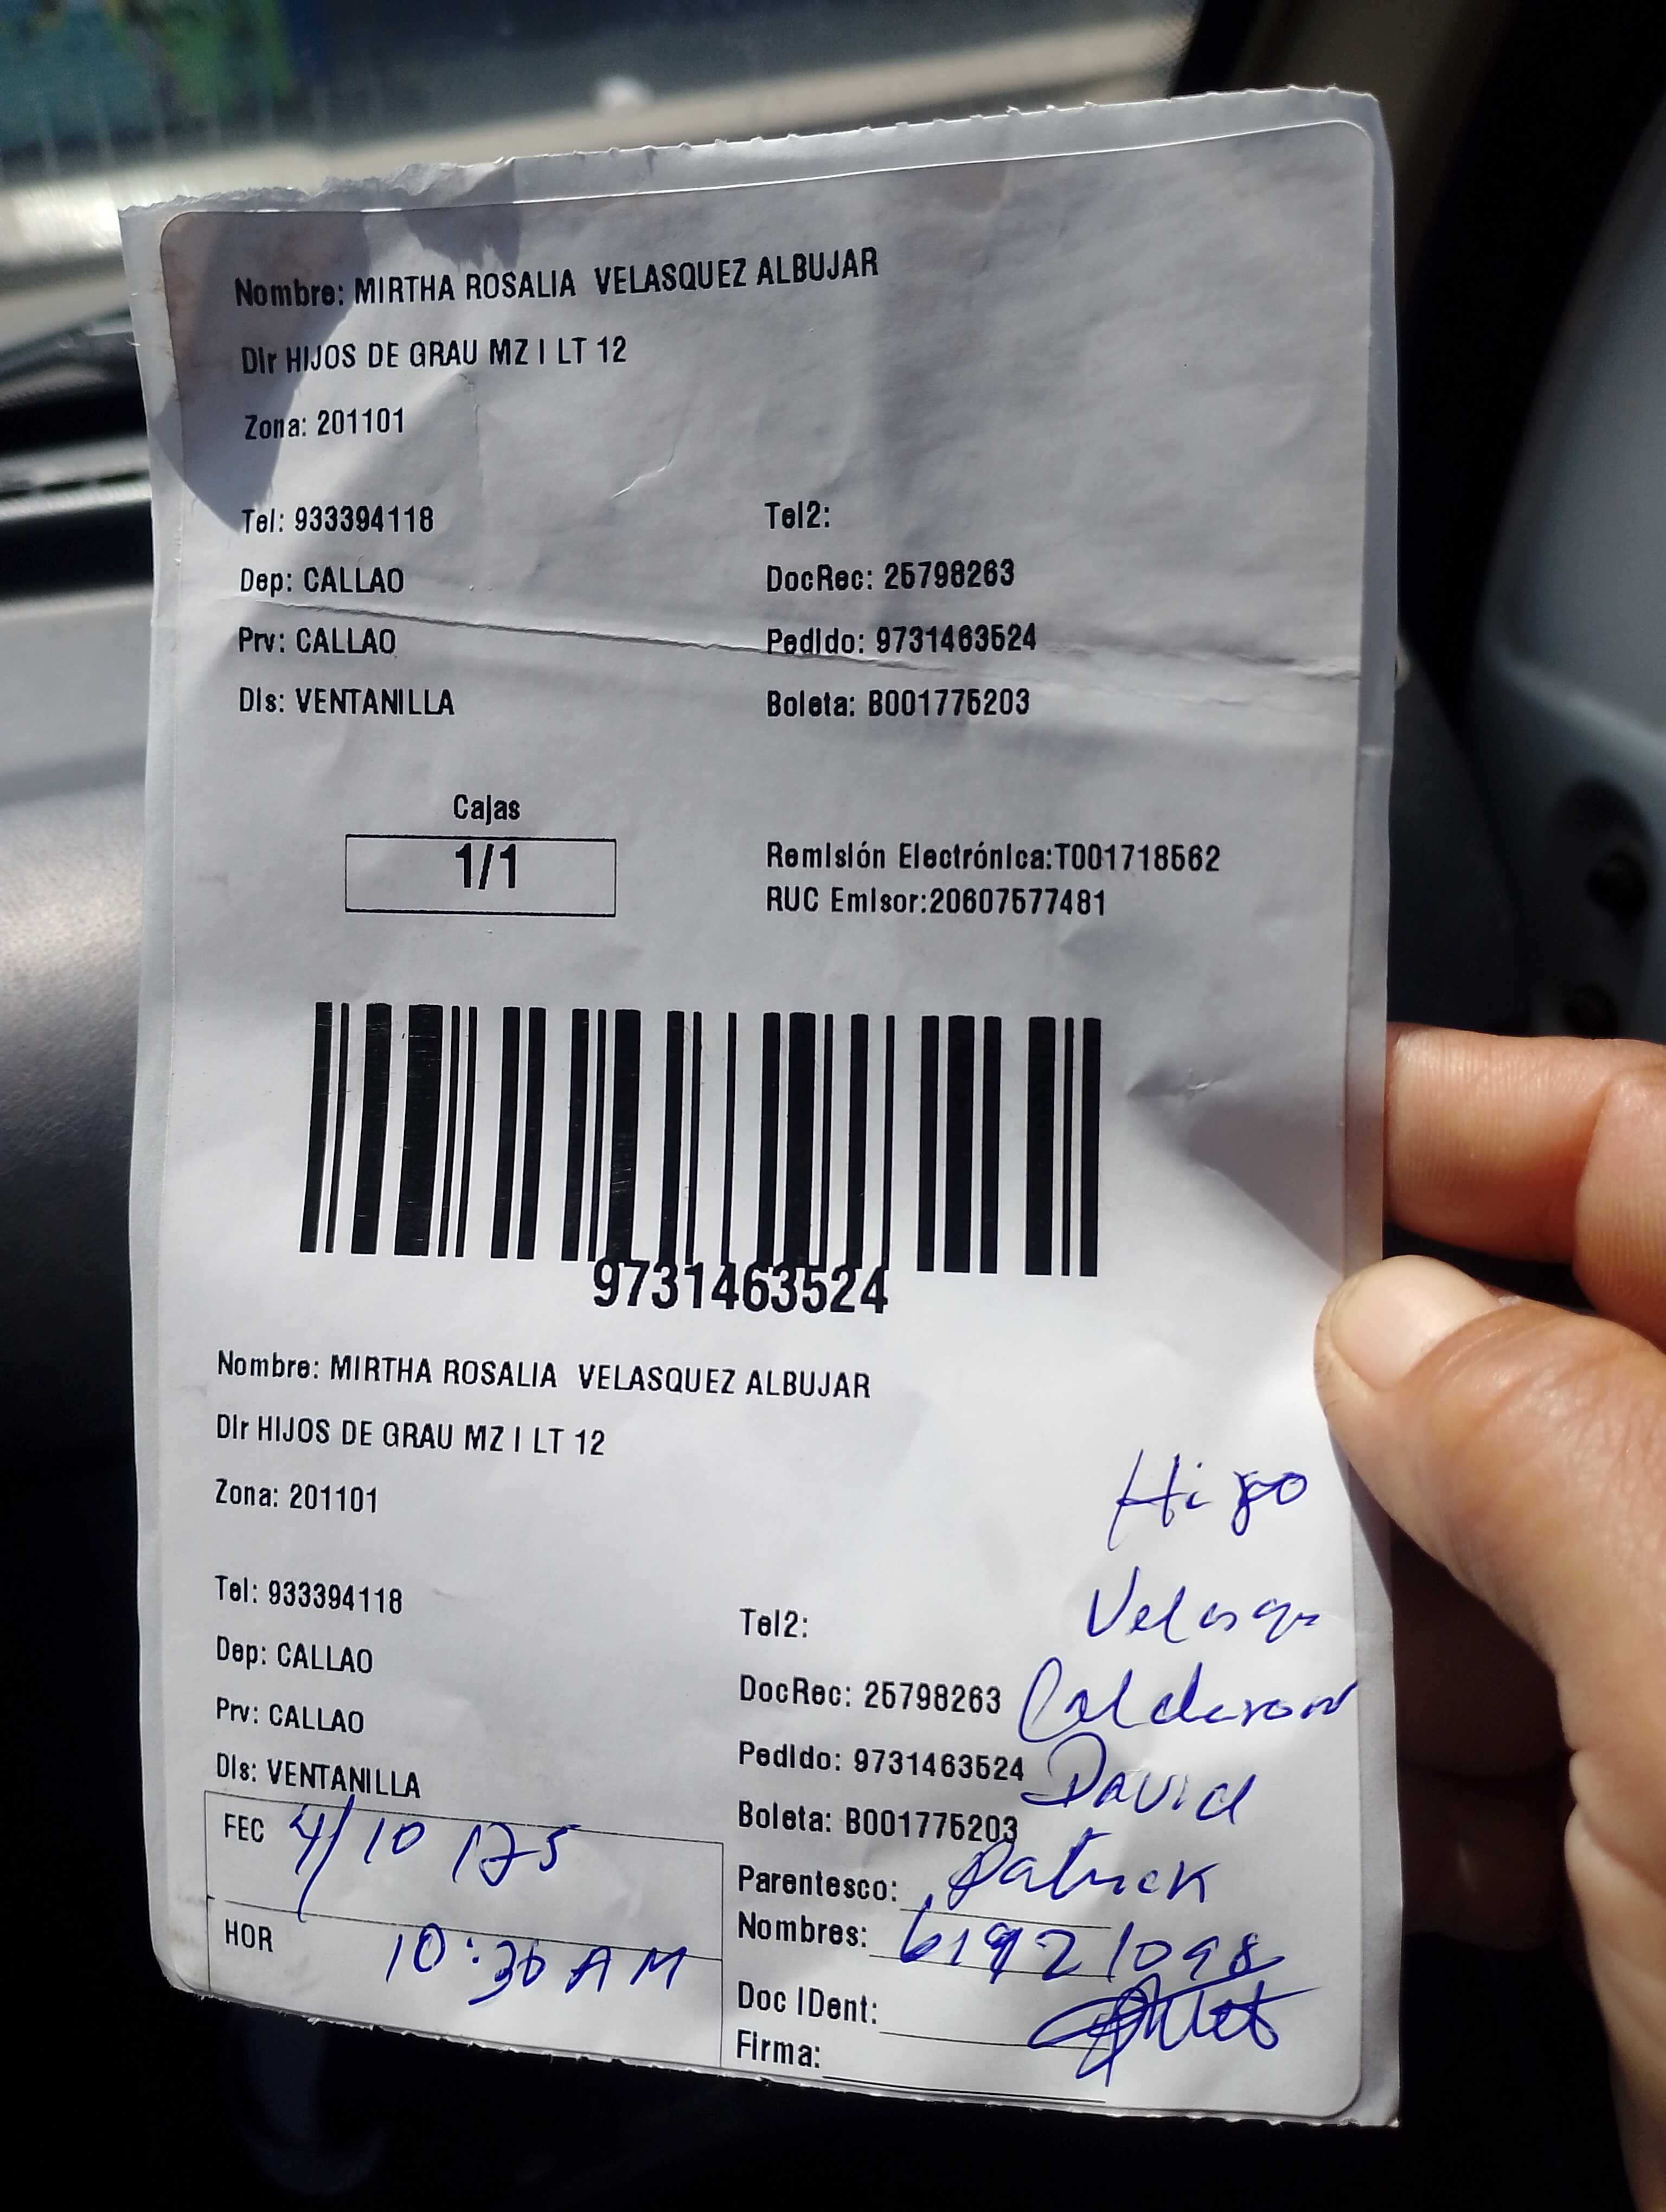 Nombre: MIRTHA ROSALIA VELASQUEZ ALBUJAR
Dir HIJOS DE GRAU MZ I LT 12
Zona: 201101
Tel: 933394118 Tel2:
Dep: CALLAO DocRec: 25798263
Prv: CALLAO Pedido: 9731463524
Dis: VENTANILLA Boleta: B001775203
Cajas
1/1
Remisión Electrónica:T001718562
RUC Emisor:20607577481
9731463524
Nombre: MIRTHA ROSALIA VELASQUEZ ALBUJAR
Dir HIJOS DE GRAU MZ I LT 12
Zona: 201101
Hijo
Tel: 933394118 Tel2:
Dep: CALLAO DocRec: 25798263 Calderon
Prv: CALLAO Pedido: 9731463524 David
Dis: VENTANILLA Boleta: B001775203
FEC 4/10/25 Parentesco: Patrick
Nombres: 61921098
HOR 10:30 AM Doc IDent:
Firma: